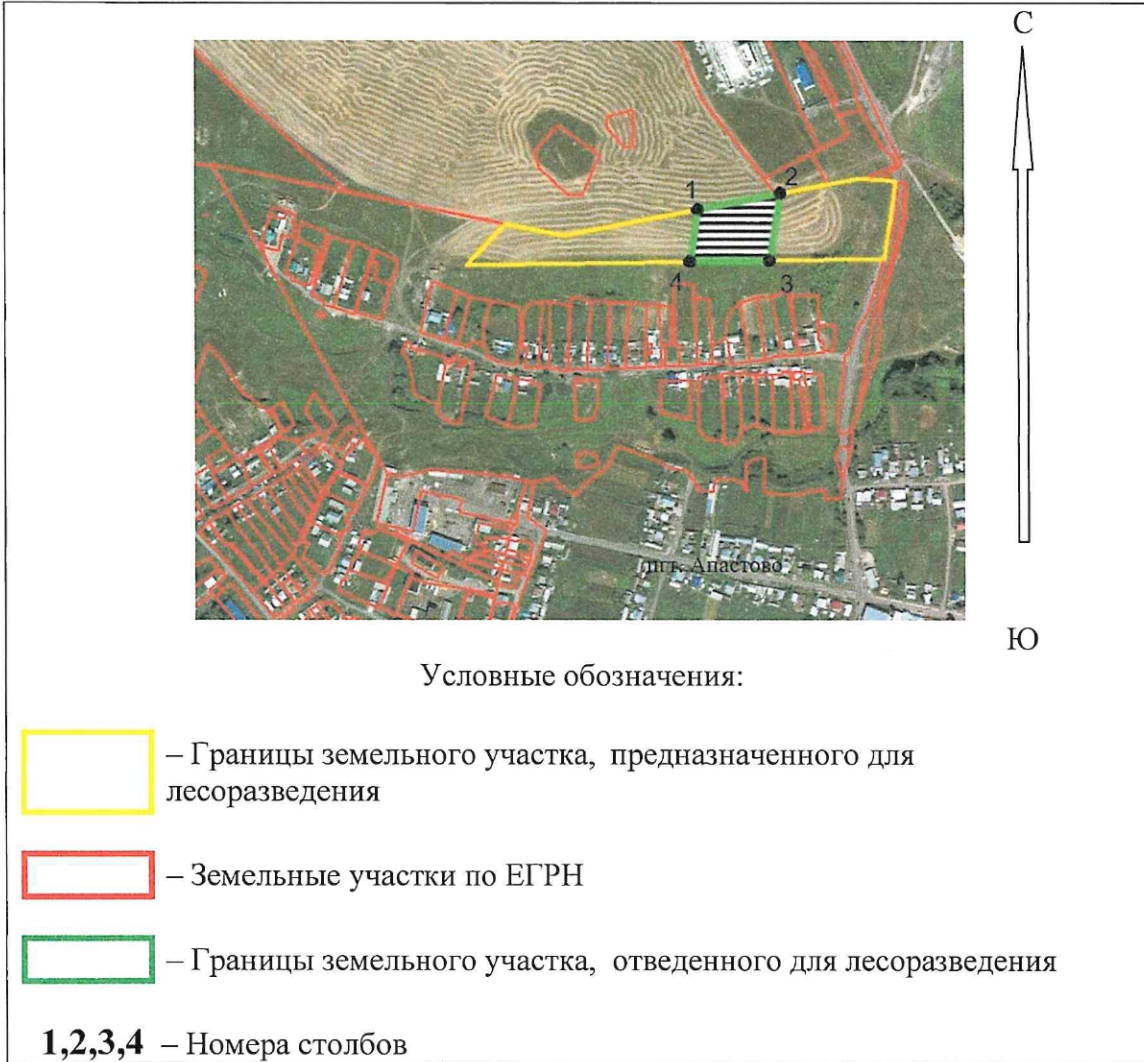 С
1
2
4
3
пгт. Апастово
Ю
Условные обозначения:
– Границы земельного участка, предназначенного для
лесоразведения
– Земельные участки по ЕГРН
– Границы земельного участка, отведенного для лесоразведения
1,2,3,4 – Номера столбов